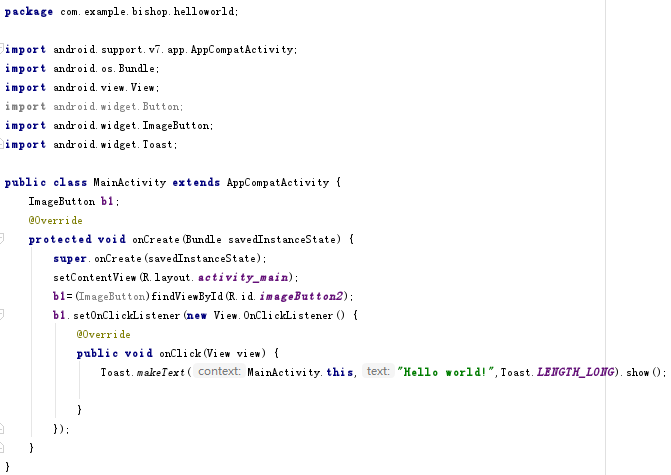 package com.example.bishop.helloworld;
import android.support.v7.app.AppCompatActivity;
import android.os.Bundle;
import android.view.View;
import android.widget.Button;
import android.widget.ImageButton;
import android.widget.Toast;
public class MainActivity extends AppCompatActivity {
ImageButton b1;
@Override
protected void onCreate(Bundle savedInstanceState) {
super.onCreate(savedInstanceState);
setContentView(R.layout.activity_main);
b1=(ImageButton)findViewById(R.id.imageButton2);
b1.setOnClickListener(new View.OnClickListener() {
@Override
public void onClick(View view) {
Toast.makeText( context: MainActivity.this, text: "Hello world!",Toast.LENGTH_LONG).show();
}
});
}
}